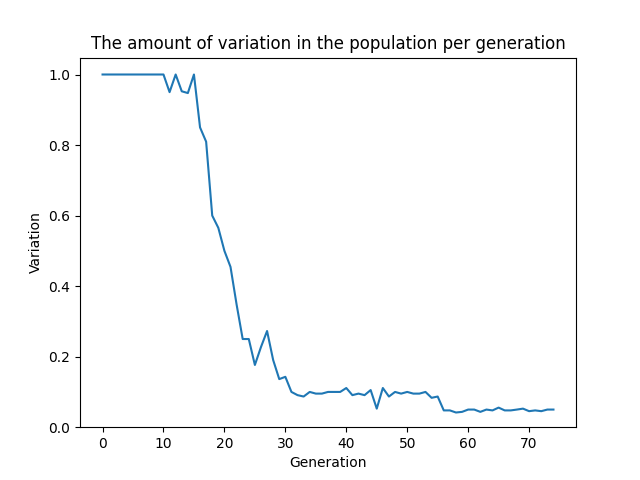 The amount of variation in the population per generation
1.0
0.8
0.6
0.4
0.2
0.0
Variation
0 10 20 30 40 50 60 70
Generation